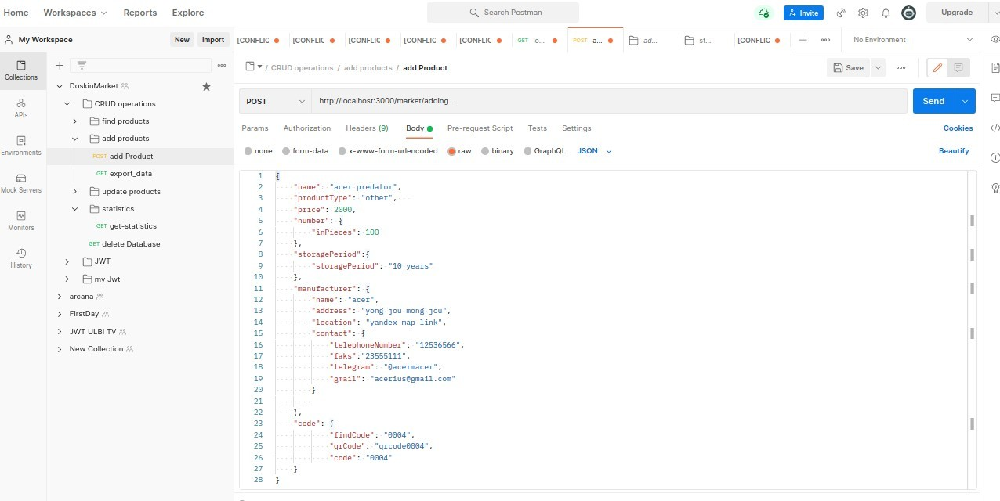 Home Workspaces Reports Explore Search Postman Invite Upgrade
My Workspace New Import [CONFLIC [CONFLIC [CONFLIC [CONFLIC [CONFLIC GET lo... POST a... ad... st... [CONFLIC No Environment
Collections
APIs
Environments
Mock Servers
Monitors
History
DoskinMarket
CRUD operations
find products
add products
POST add Product
GET export_data
update products
statistics
GET get-statistics
GET delete Database
JWT
my Jwt
arcana
FirstDay
JWT ULBI TV
New Collection
/ CRUD operations / add products / add Product Save
POST http://localhost:3000/market/adding... Send
Params Authorization Headers (9) Body Pre-request Script Tests Settings Cookies
none form-data x-www-form-urlencoded raw binary GraphQL JSON Beautify
1 {
2 "name": "acer predator",
3 "productType": "other",
4 "price": 2000,
5 "number": {
6 "inPieces": 100
7 },
8 "storagePeriod":{
9 "storagePeriod": "10 years"
10 },
11 "manufacturer": {
12 "name": "acer",
13 "address": "yong jou mong jou",
14 "location": "yandex map link",
15 "contact": {
16 "telephoneNumber": "12536566",
17 "faks":"23555111",
18 "telegram": "@acermacer",
19 "gmail": "acerius@gmail.com"
20 }
21
22 },
23 "code": {
24 "findCode": "0004",
25 "qrCode": "qrcode0004",
26 "code": "0004"
27 }
28 }